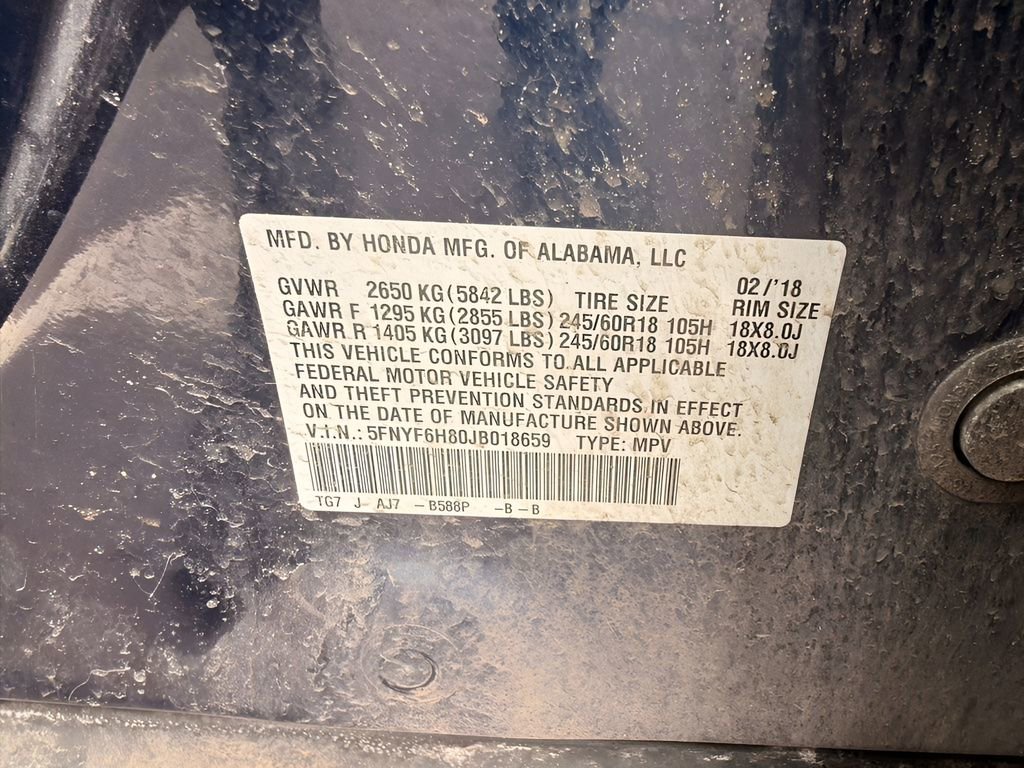 MFD. BY HONDA MFG. OF ALABAMA, LLC
02/'18
GVWR 2650 KG(5842 LBS) TIRE SIZE RIM SIZE
GAWR F 1295 KG(2855 LBS) 245/60R18 105H 18X8.0J
GAWR R 1405 KG(3097 LBS) 245/60R18 105H 18X8.0J
THIS VEHICLE CONFORMS TO ALL APPLICABLE
FEDERAL MOTOR VEHICLE SAFETY
AND THEFT PREVENTION STANDARDS IN EFFECT
ON THE DATE OF MANUFACTURE SHOWN ABOVE.
V.I.N.: 5FNYF6H80JB018659 TYPE: MPV
TG7 J AJ7 -B588P -B-B